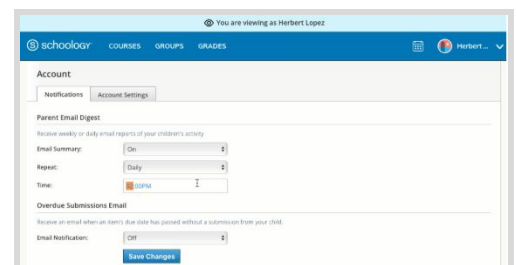 You are viewing as Herbert Lopez
S schoology COURSES GROUPS GRADES Herbert...
Account
Notifications Account Settings
Parent Email Digest
Receive weekly or daily email reports of your children's activity
Email Summary: On
Repeat: Daily
Time: :00PM
Overdue Submissions Email
Receive an email when an item's due date has passed without a submission from your child.
Email Notification: Off
Save Changes